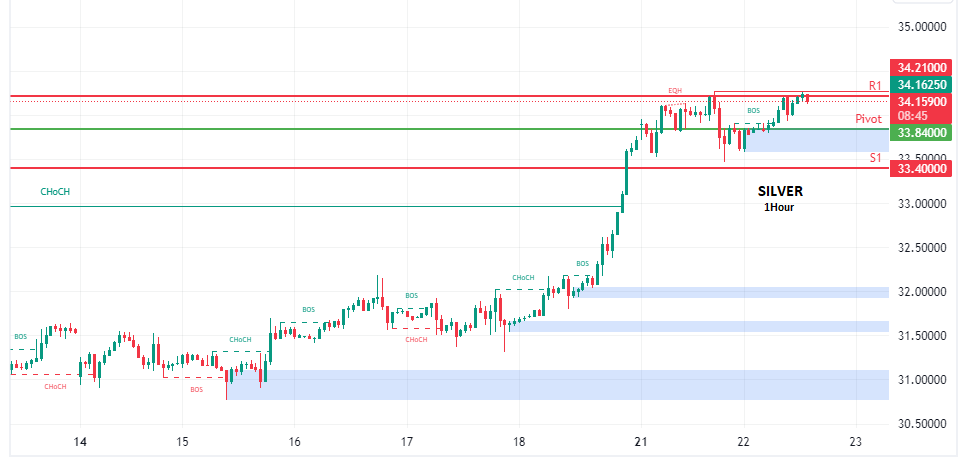 35.00000
34.21000
R1
34.16250
EQH
34.15900
08:45
BOS
Pivot
33.84000
33.50000
S1
33.40000
CHoCH
SILVER
1Hour
33.00000
32.50000
BOS
CHoCH
32.00000
BOS
BOS
31.50000
BOS
CHoCH
CHoCH
31.00000
CHoCH
BOS
30.50000
14
15
16
17
18
21
22
23